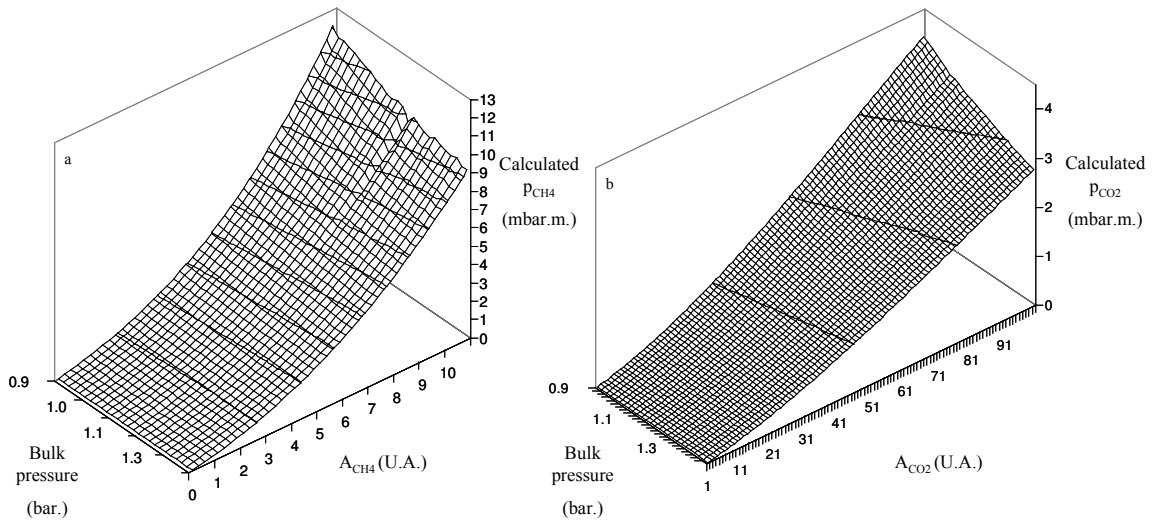 a
13
12
11
10
9
8
7
6
5
4
3
2
1
0
Calculated
pCH4
(mbar.m.)
0.9
1.0
1.1
1.3
Bulk
pressure
(bar.)
0
1
2
3
4
5
6
7
8
9
10
ACH4 (U.A.)
b
4
3
2
1
0
Calculated
pCO2
(mbar.m.)
0.9
1.1
1.3
Bulk
pressure
(bar.)
1
11
21
31
41
51
61
71
81
91
ACO2 (U.A.)